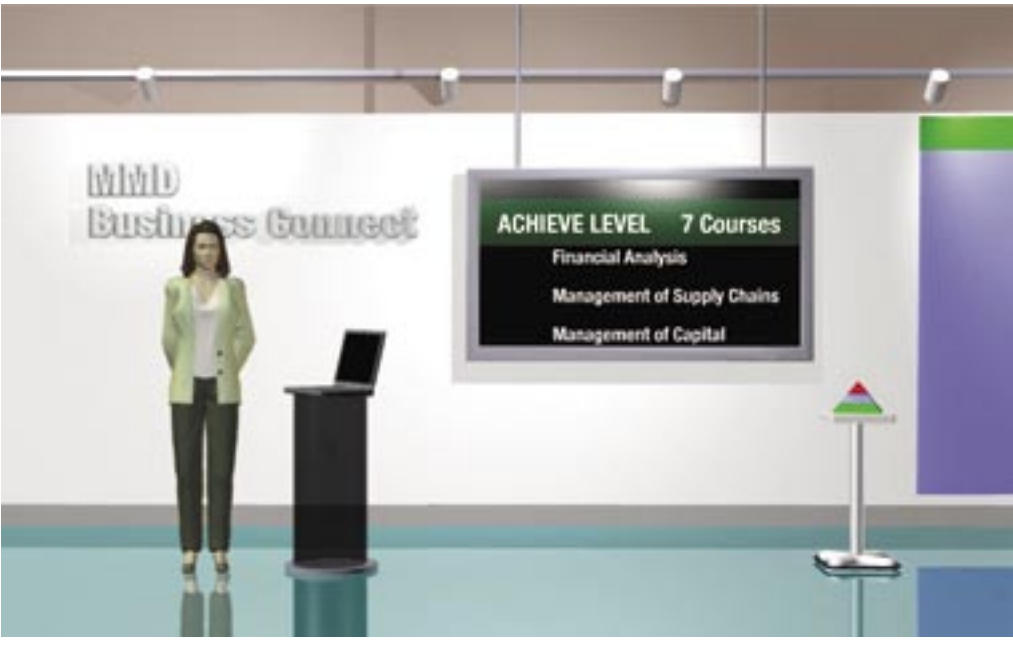 MMD
Business Connect
ACHIEVE LEVEL 7 Courses
Financial Analysis
Management of Supply Chains
Management of Capital